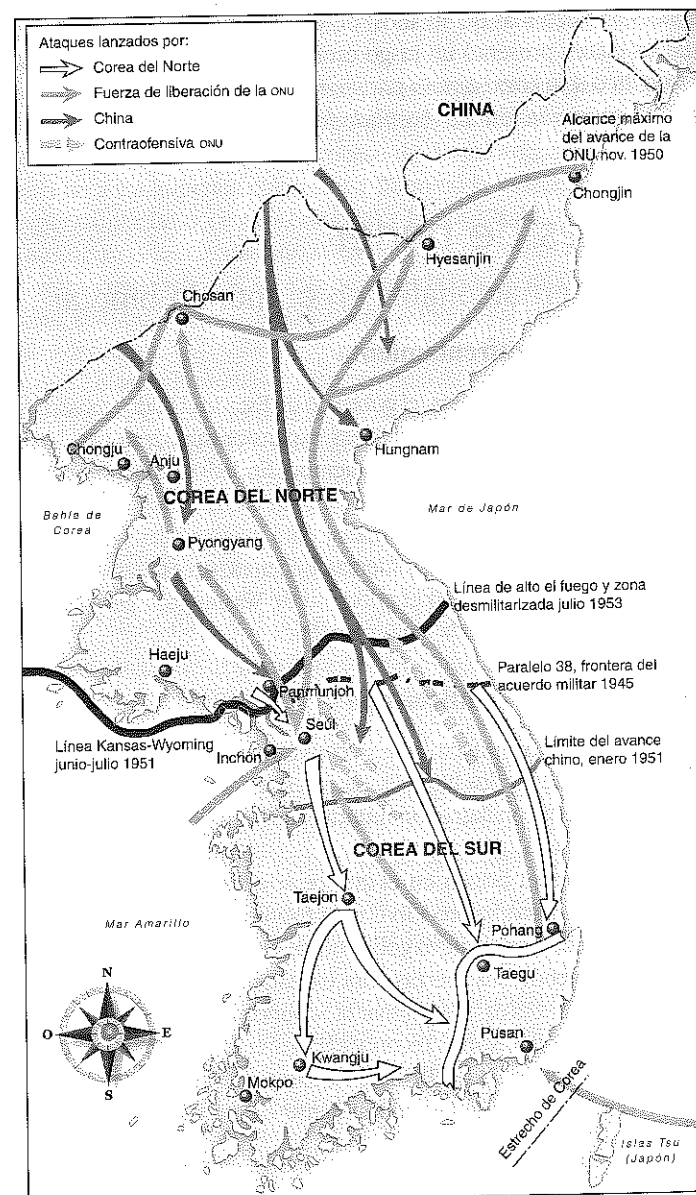 Ataques lanzados por:
Corea del Norte
Fuerza de liberación de la ONU
China
Contraofensiva ONU
CHINA
Alcance máximo
del avance de la
ONU nov. 1950
Chongjin
Hyesanjin
Chosan
Hungnam
Chongju
Anju
COREA DEL NORTE
Bahía de
Corea
Mar de Japón
Pyongyang
Línea de alto el fuego y zona
desmilitarizada julio 1953
Haeju
Panmunjoh
Paralelo 38, frontera del
acuerdo militar 1945
Seúl
Línea Kansas-Wyoming
junio-julio 1951
Inchon
Límite del avance
chino, enero 1951
COREA DEL SUR
Taejon
Mar Amarillo
Pohang
Taegu
N
O
E
S
Pusan
Kwangju
Mokpo
Estrecho de Corea
Islas Tsu
(Japón)